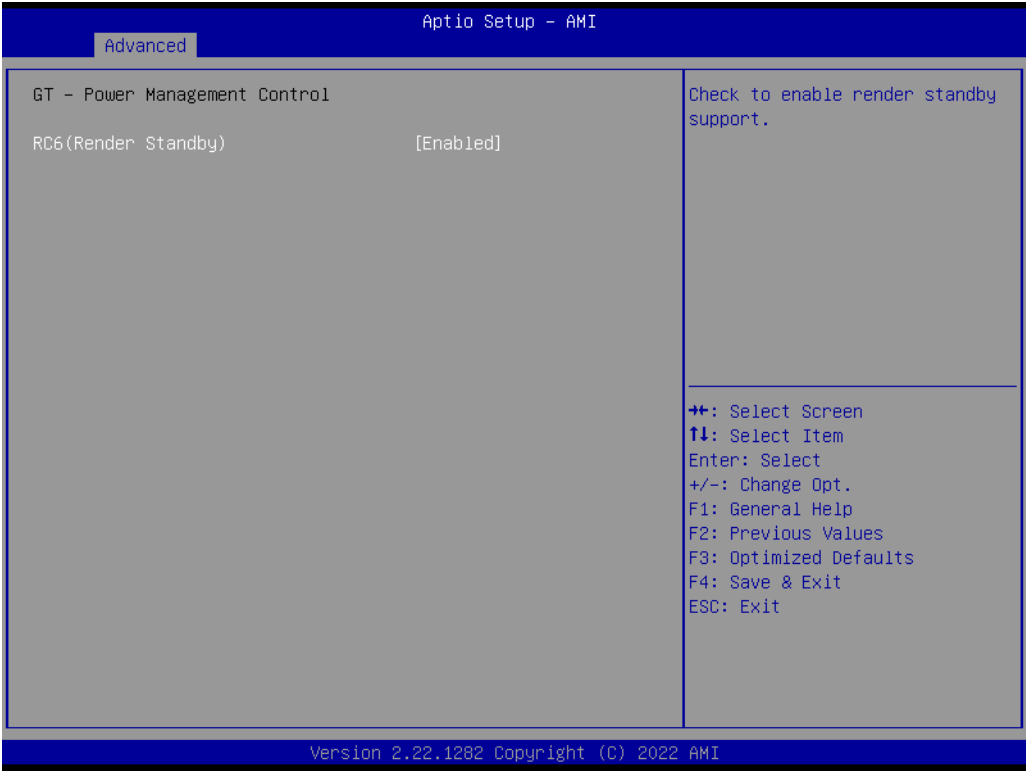 Aptio Setup – AMI
Advanced
GT – Power Management Control
RC6(Render Standby) [Enabled]
Check to enable render standby
support.
→←: Select Screen
↑↓: Select Item
Enter: Select
+/-: Change Opt.
F1: General Help
F2: Previous Values
F3: Optimized Defaults
F4: Save & Exit
ESC: Exit
Version 2.22.1282 Copyright (C) 2022 AMI